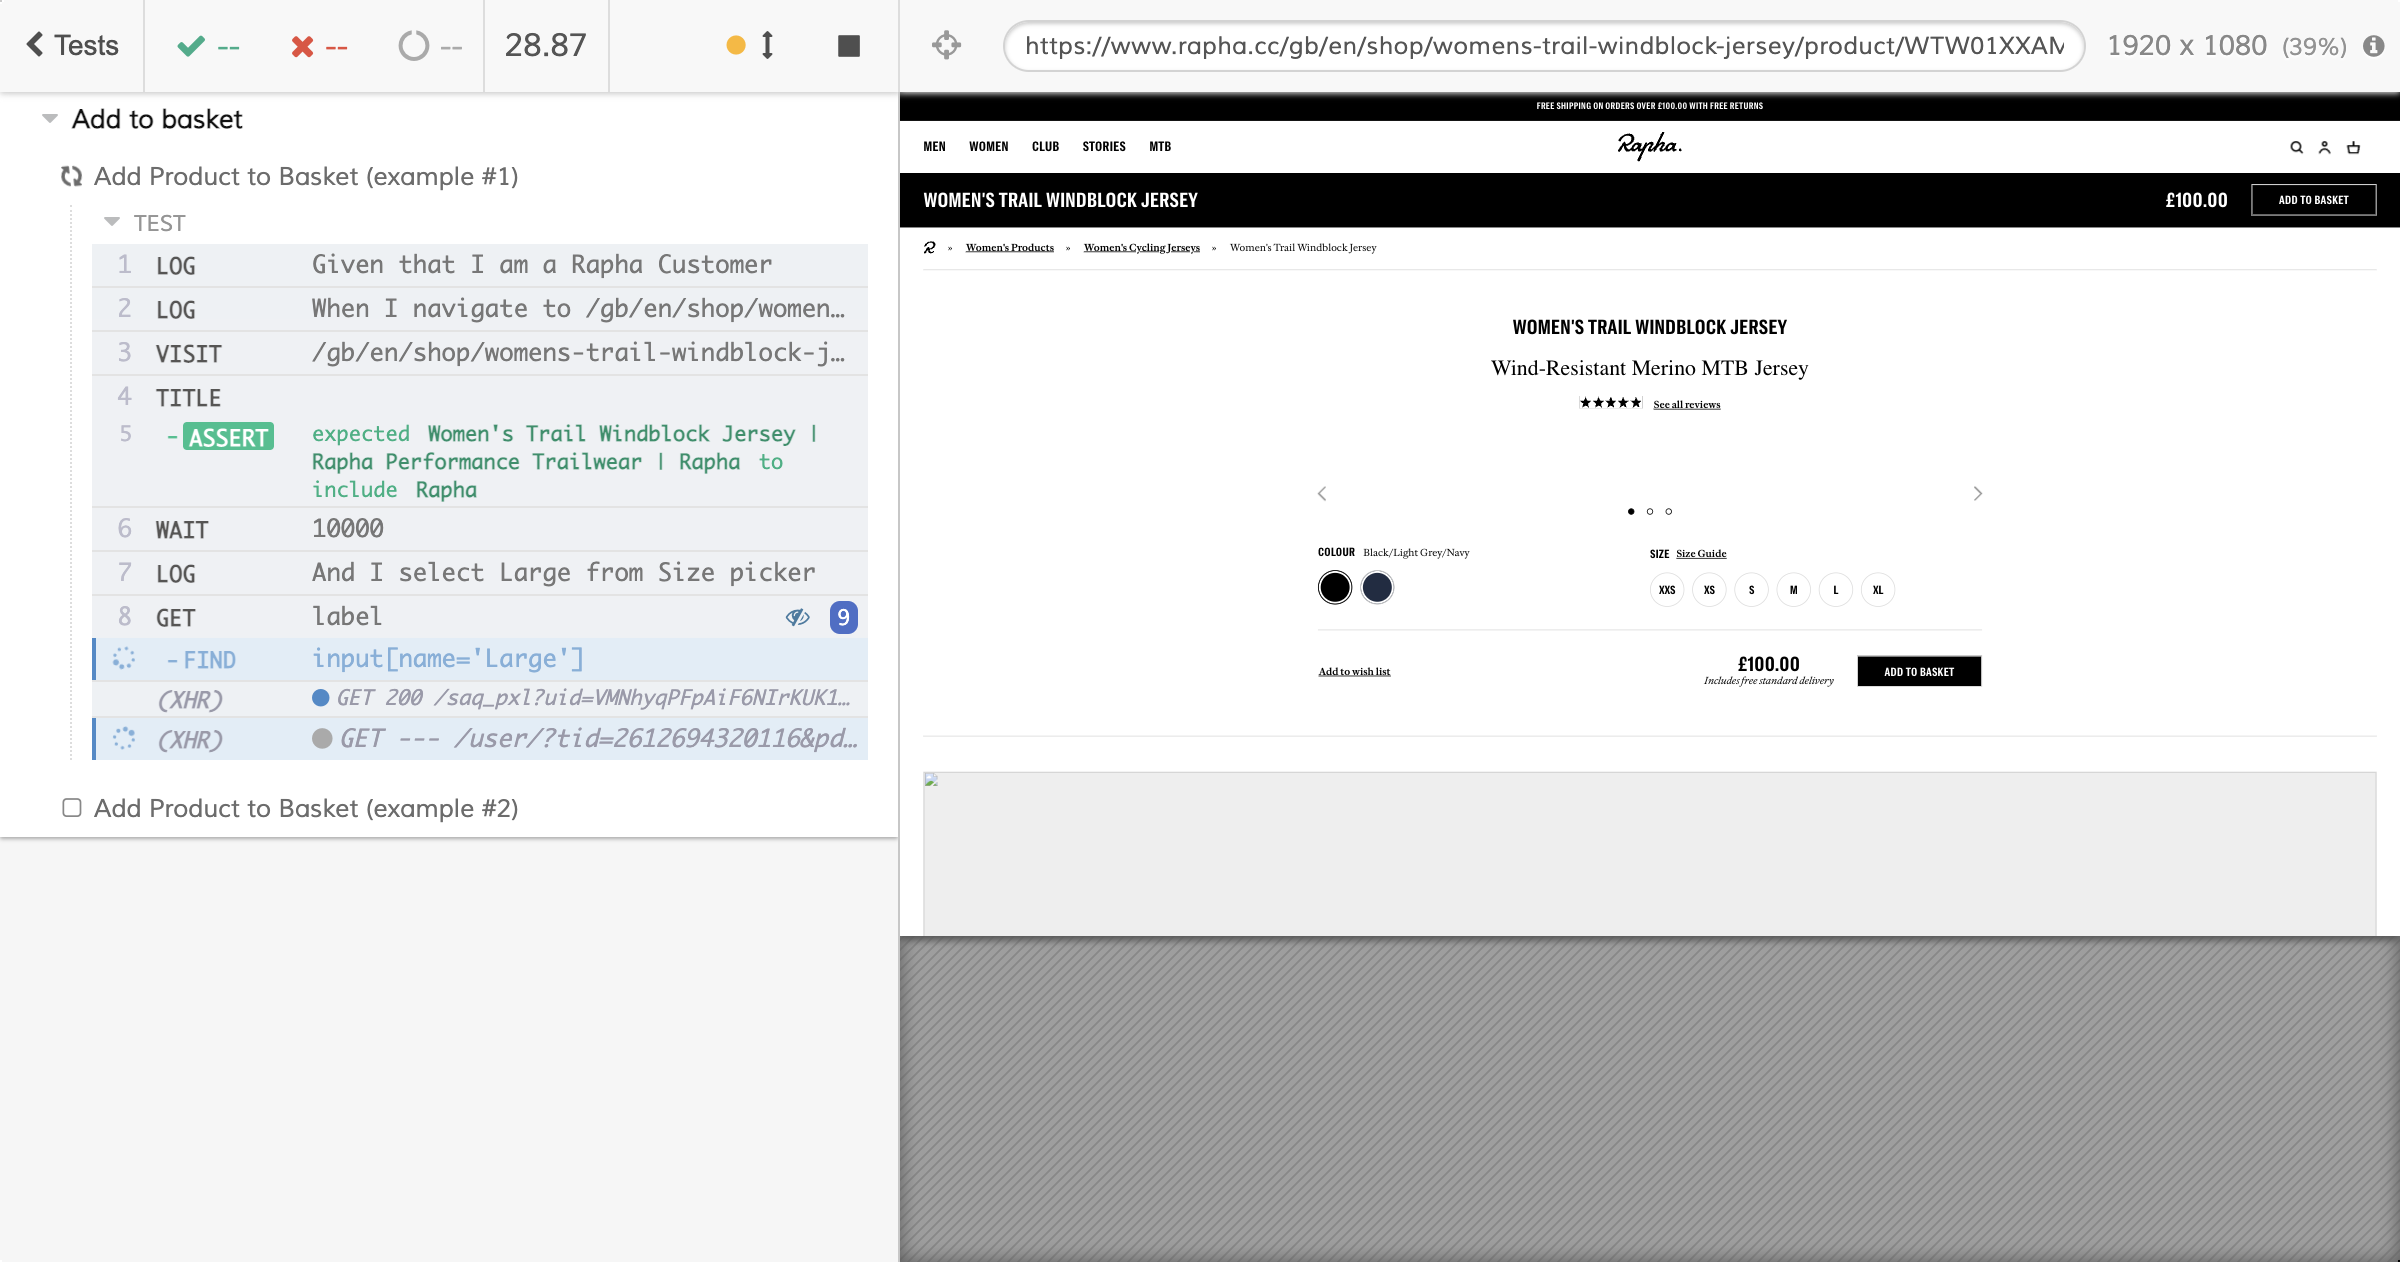 Tests
--
--
--
28.87
https://www.rapha.cc/gb/en/shop/womens-trail-windblock-jersey/product/WTW01XXAM
1920 x 1080 (39%)
Add to basket
Add Product to Basket (example #1)
TEST
1 LOG Given that I am a Rapha Customer
2 LOG When I navigate to /gb/en/shop/women…
3 VISIT /gb/en/shop/womens-trail-windblock-j…
4 TITLE
5 -ASSERT expected Women's Trail Windblock Jersey |
Rapha Performance Trailwear | Rapha to
include Rapha
6 WAIT 10000
7 LOG And I select Large from Size picker
8 GET label 9
-FIND input[name='Large']
(XHR) GET 200 /saq_pxl?uid=VMNhyqPFpAiF6NIrKUK1…
(XHR) GET --- /user/?tid=2612694320116&pd…
Add Product to Basket (example #2)
FREE SHIPPING ON ORDERS OVER £100.00 WITH FREE RETURNS
MEN WOMEN CLUB STORIES MTB
Rapha.
WOMEN'S TRAIL WINDBLOCK JERSEY £100.00 ADD TO BASKET
» Women's Products » Women's Cycling Jerseys » Women's Trail Windblock Jersey
WOMEN'S TRAIL WINDBLOCK JERSEY
Wind-Resistant Merino MTB Jersey
★★★★★ See all reviews
COLOUR Black/Light Grey/Navy
SIZE Size Guide
XXS XS S M L XL
Add to wish list
£100.00
Includes free standard delivery
ADD TO BASKET